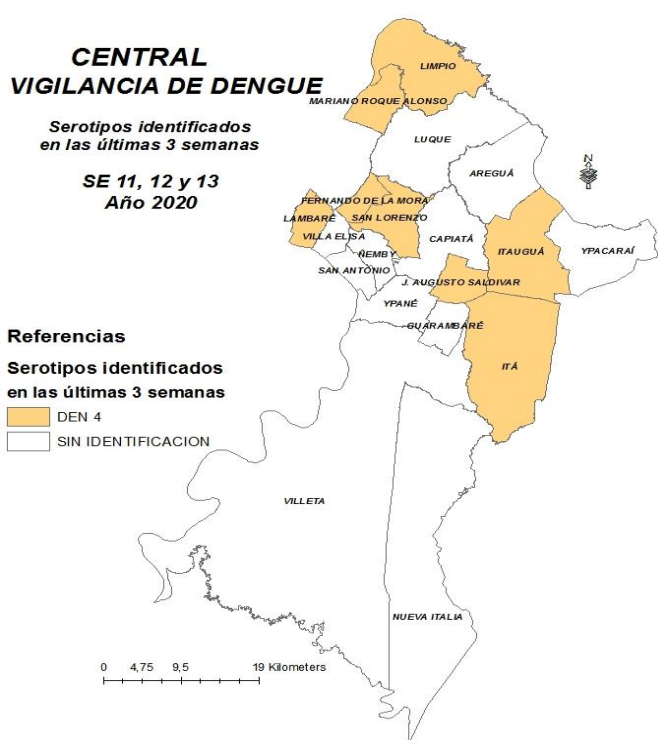 CENTRAL
VIGILANCIA DE DENGUE
Serotipos identificados
en las últimas 3 semanas
SE 11, 12 y 13
Año 2020
LIMPIO
MARIANO ROQUE ALONSO
LUQUE
AREGUÁ
N
FERNANDO DE LA MORA
LAMBARÉ
SAN LORENZO
VILLA ELISA
CAPIATÁ
ITAUGUÁ
YPACARAÍ
ÑEMBY
SAN ANTONIO
J. AUGUSTO SALDIVAR
YPANÉ
GUARAMBARÉ
ITÁ
Referencias
Serotipos identificados
en las últimas 3 semanas
DEN 4
SIN IDENTIFICACION
VILLETA
NUEVA ITALIA
0 4,75 9,5 19 Kilometers